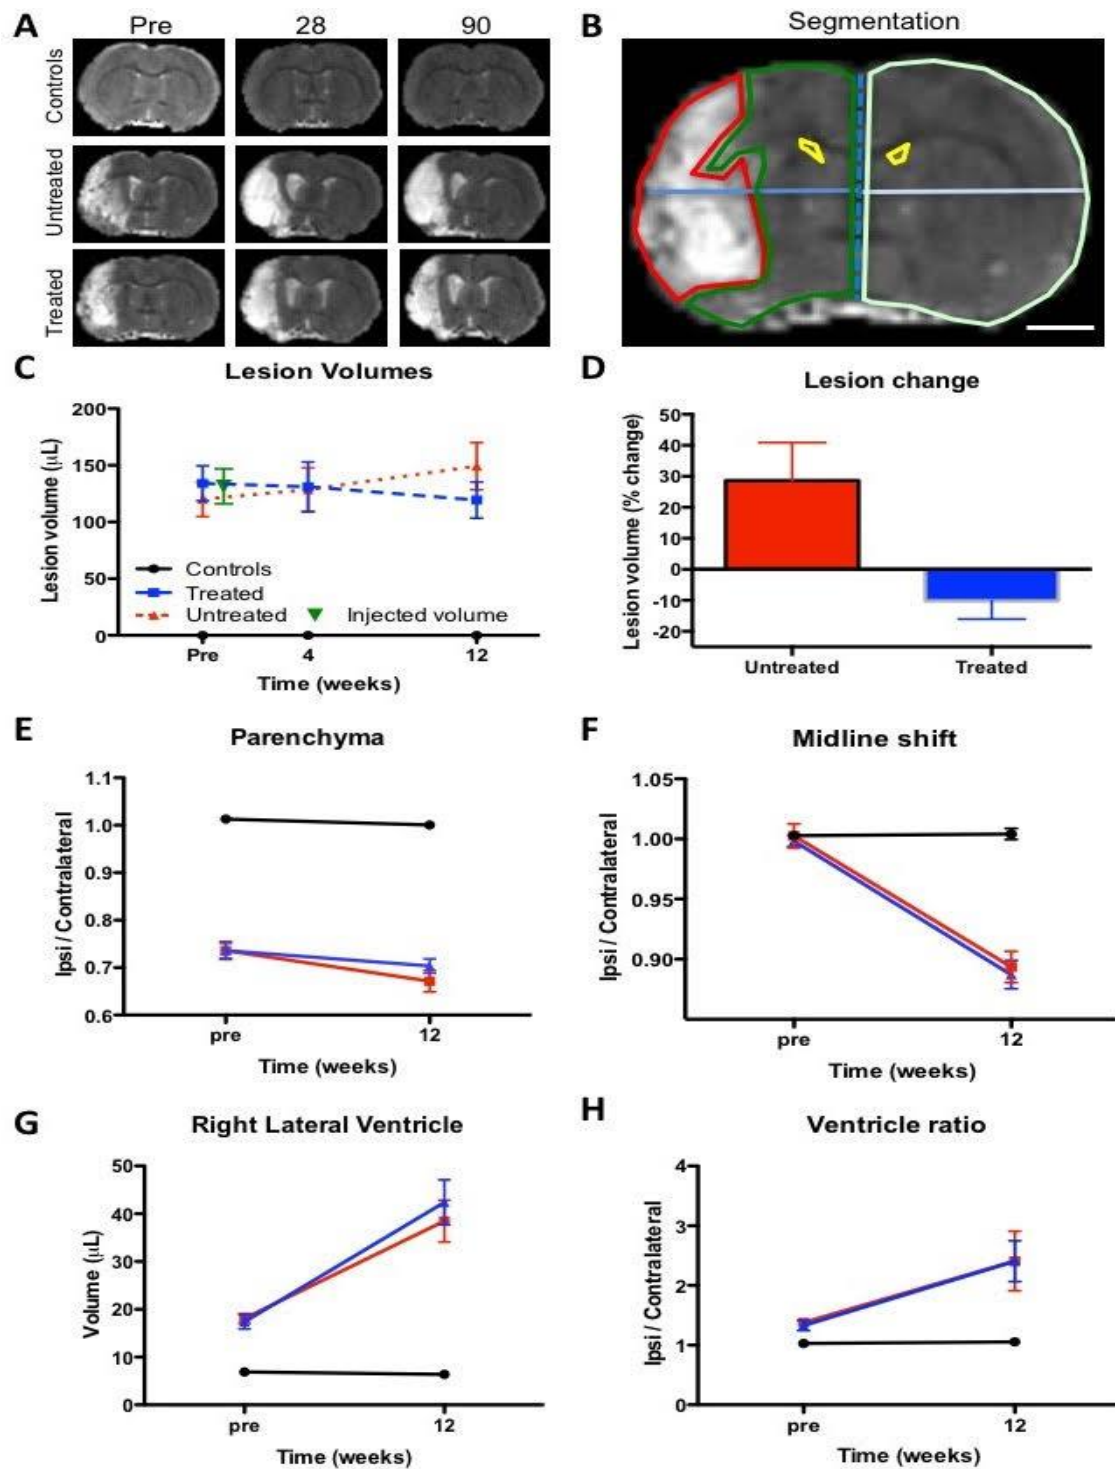 A
Pre
28
90
Controls
Untreated
Treated
B
Segmentation
C
Lesion Volumes
Lesion volume (µL)
200
150
100
50
0
Controls
Treated
Untreated
Injected volume
Pre
4
12
Time (weeks)
D
Lesion change
Lesion volume (% change)
50
40
30
20
10
0
-10
-20
Untreated
Treated
E
Parenchyma
Ipsi / Contralateral
1.1
1.0
0.9
0.8
0.7
0.6
pre
12
Time (weeks)
F
Midline shift
Ipsi / Contralateral
1.05
1.00
0.95
0.90
pre
12
Time (weeks)
G
Right Lateral Ventricle
Volume (µL)
50
40
30
20
10
0
pre
12
Time (weeks)
H
Ventricle ratio
Ipsi / Contralateral
4
3
2
1
0
pre
12
Time (weeks)